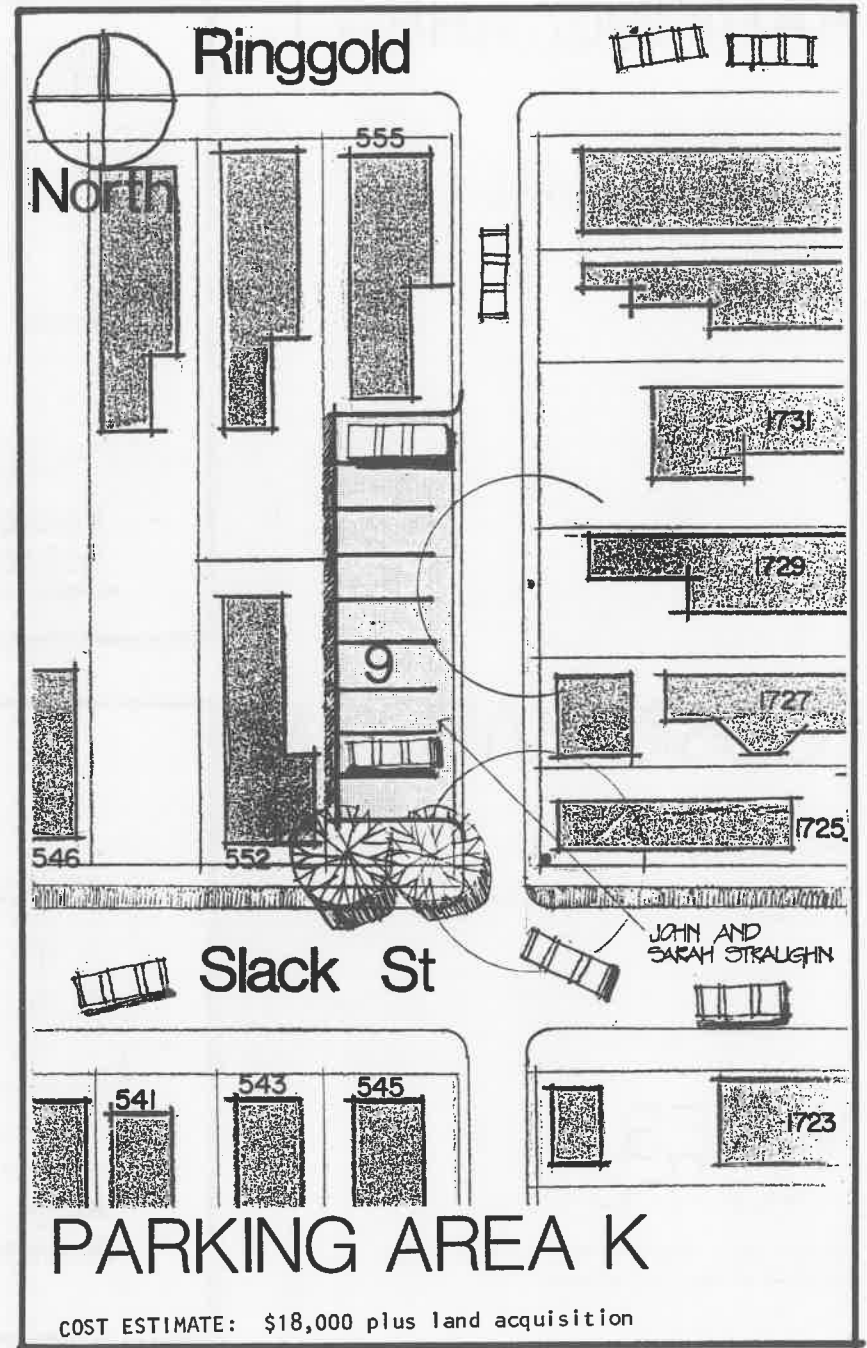 Ringgold
North
555
1731
1729
9
1727
1725
546
552
JOHN AND
SARAH STRAUGHN
Slack St
541
543
545
1723
PARKING AREA K
COST ESTIMATE: $18,000 plus land acquisition